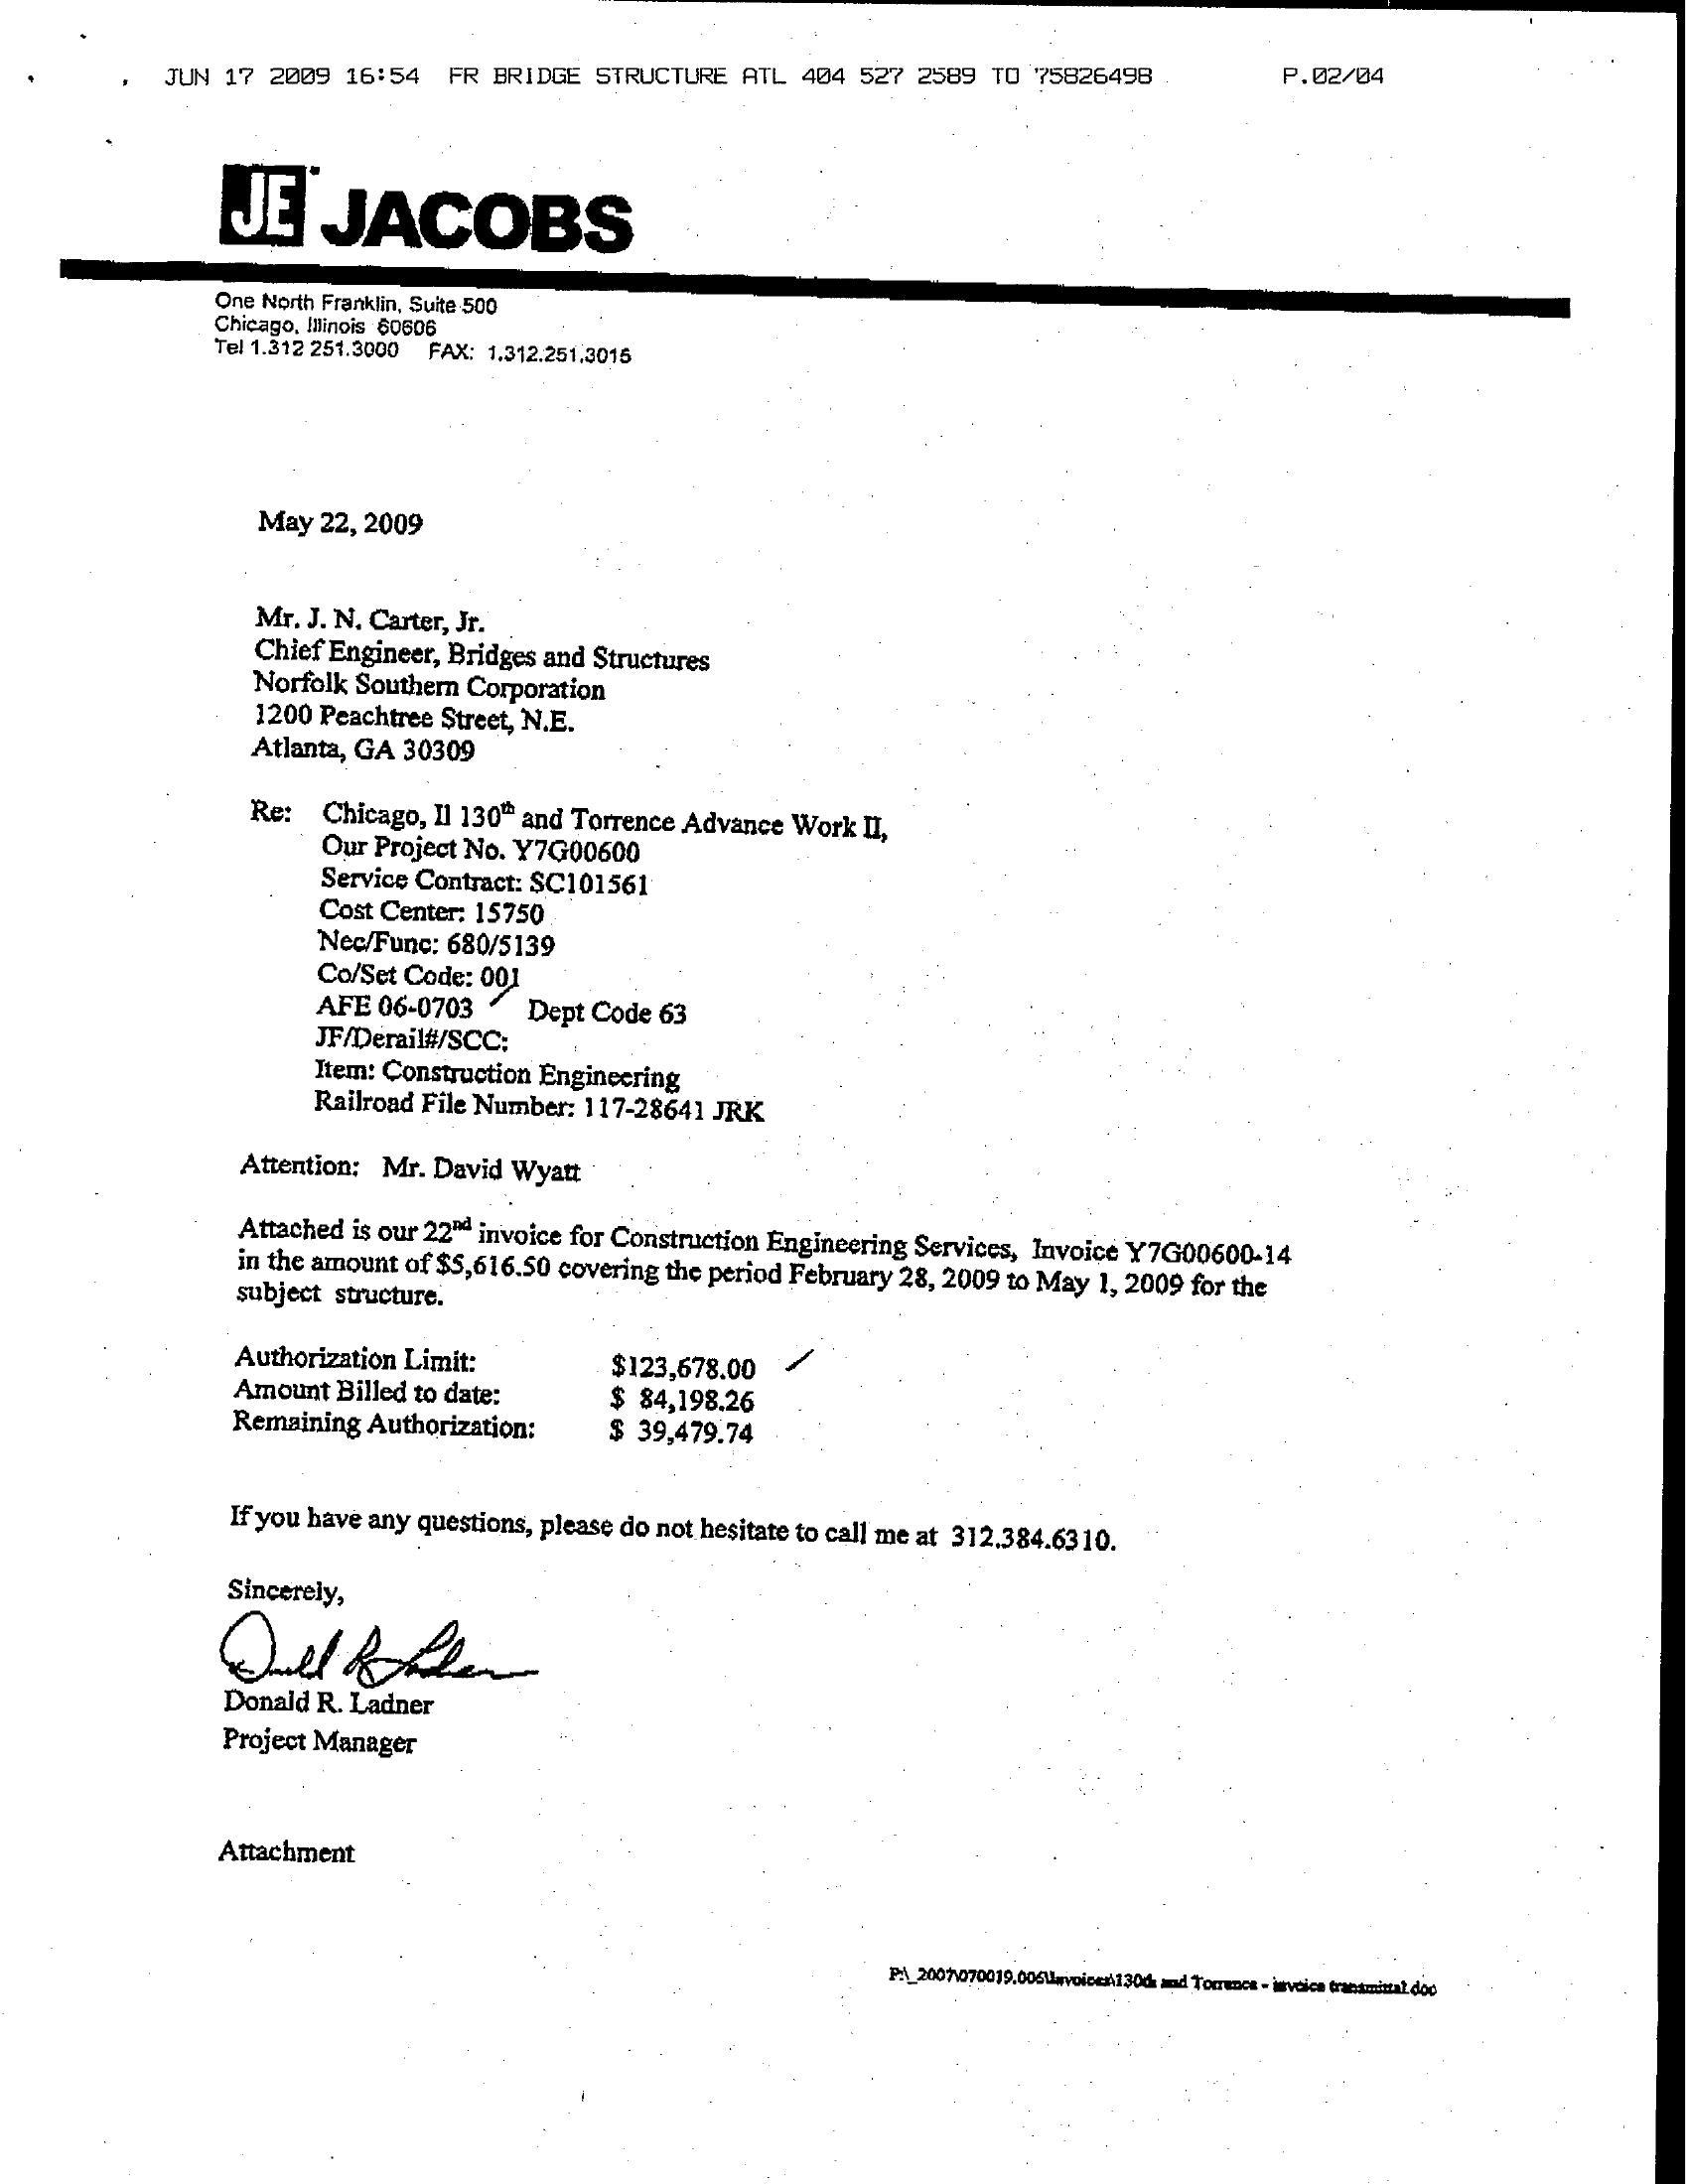 JUN 17 2009 16:54 FR BRIDGE STRUCTURE ATL 404 527 2589 TO 75826498 P.02/04
JE JACOBS
One North Franklin, Suite 500
Chicago, Illinois 60606
Tel 1.312 251.3000 FAX: 1.312.251.3015
May 22, 2009
Mr. J. N. Carter, Jr.
Chief Engineer, Bridges and Structures
Norfolk Southern Corporation
1200 Peachtree Street, N.E.
Atlanta, GA 30309
Re: Chicago, Il 130th and Torrence Advance Work II,
Our Project No. Y7G00600
Service Contract: SC101561
Cost Center: 15750
Nec/Func: 680/5139
Co/Set Code: 001
AFE 06-0703 Dept Code 63
JF/Derail#/SCC:
Item: Construction Engineering
Railroad File Number: 117-28641 JRK
Attention: Mr. David Wyatt
Attached is our 22nd invoice for Construction Engineering Services, Invoice Y7G00600-14
in the amount of $5,616.50 covering the period February 28, 2009 to May 1, 2009 for the
subject structure.
Authorization Limit: $123,678.00
Amount Billed to date: $ 84,198.26
Remaining Authorization: $ 39,479.74
If you have any questions, please do not hesitate to call me at 312.384.6310.
Sincerely,
Donald R. Ladner
Project Manager
Attachment
P:\_2007\070019.006\Invoices\130th and Torrence - invoice transmittal.doc